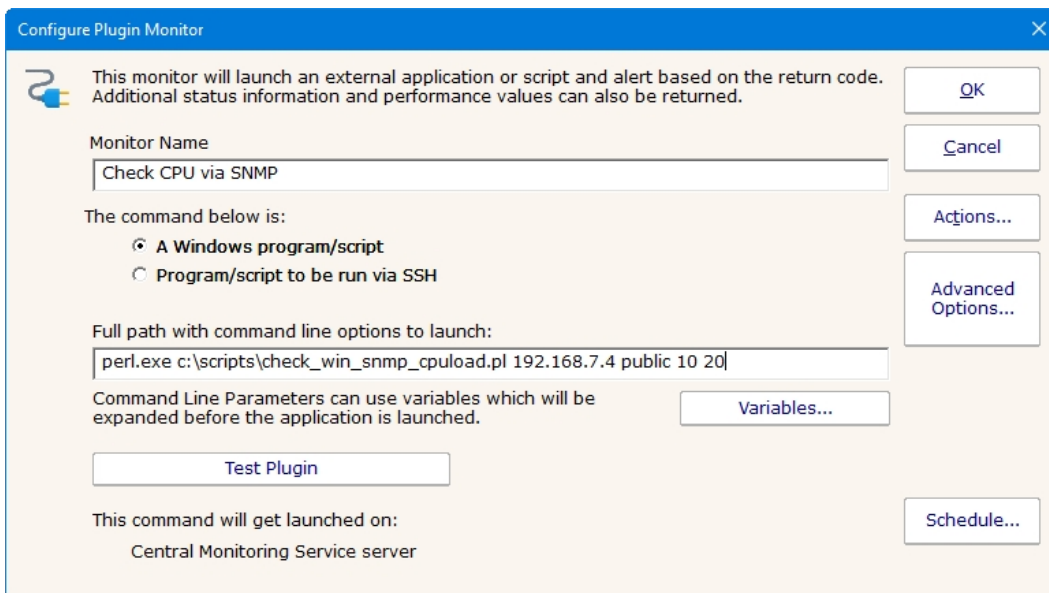 Configure Plugin Monitor
This monitor will launch an external application or script and alert based on the return code.
Additional status information and performance values can also be returned.
OK
Monitor Name
Cancel
Check CPU via SNMP
The command below is:
Actions...
A Windows program/script
Program/script to be run via SSH
Advanced
Options...
Full path with command line options to launch:
perl.exe c:\scripts\check_win_snmp_cpuload.pl 192.168.7.4 public 10 20
Command Line Parameters can use variables which will be
expanded before the application is launched.
Variables...
Test Plugin
This command will get launched on:
Schedule...
Central Monitoring Service server